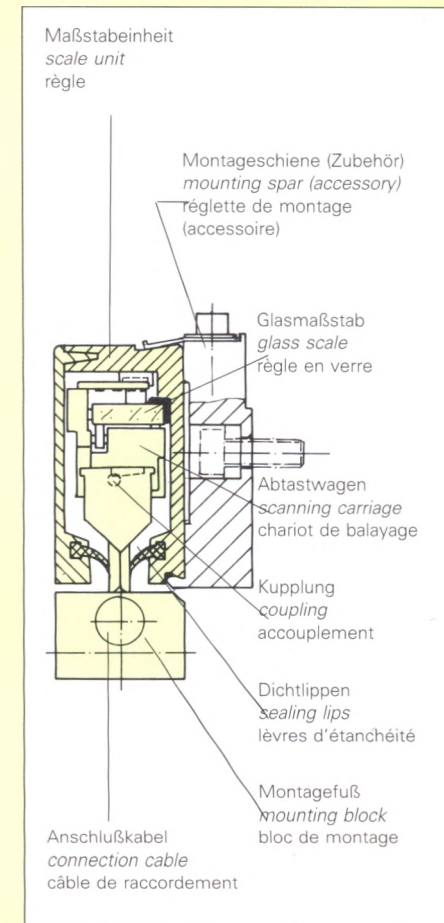 Maßstabeinheit
scale unit
règle
Montageschiene (Zubehör)
mounting spar (accessory)
réglette de montage
(accessoire)
Glasmaßstab
glass scale
règle en verre
Abtastwagen
scanning carriage
chariot de balayage
Kupplung
coupling
accouplement
Dichtlippen
sealing lips
lèvres d'étanchéité
Montagefuß
mounting block
bloc de montage
Anschlußkabel
connection cable
câble de raccordement